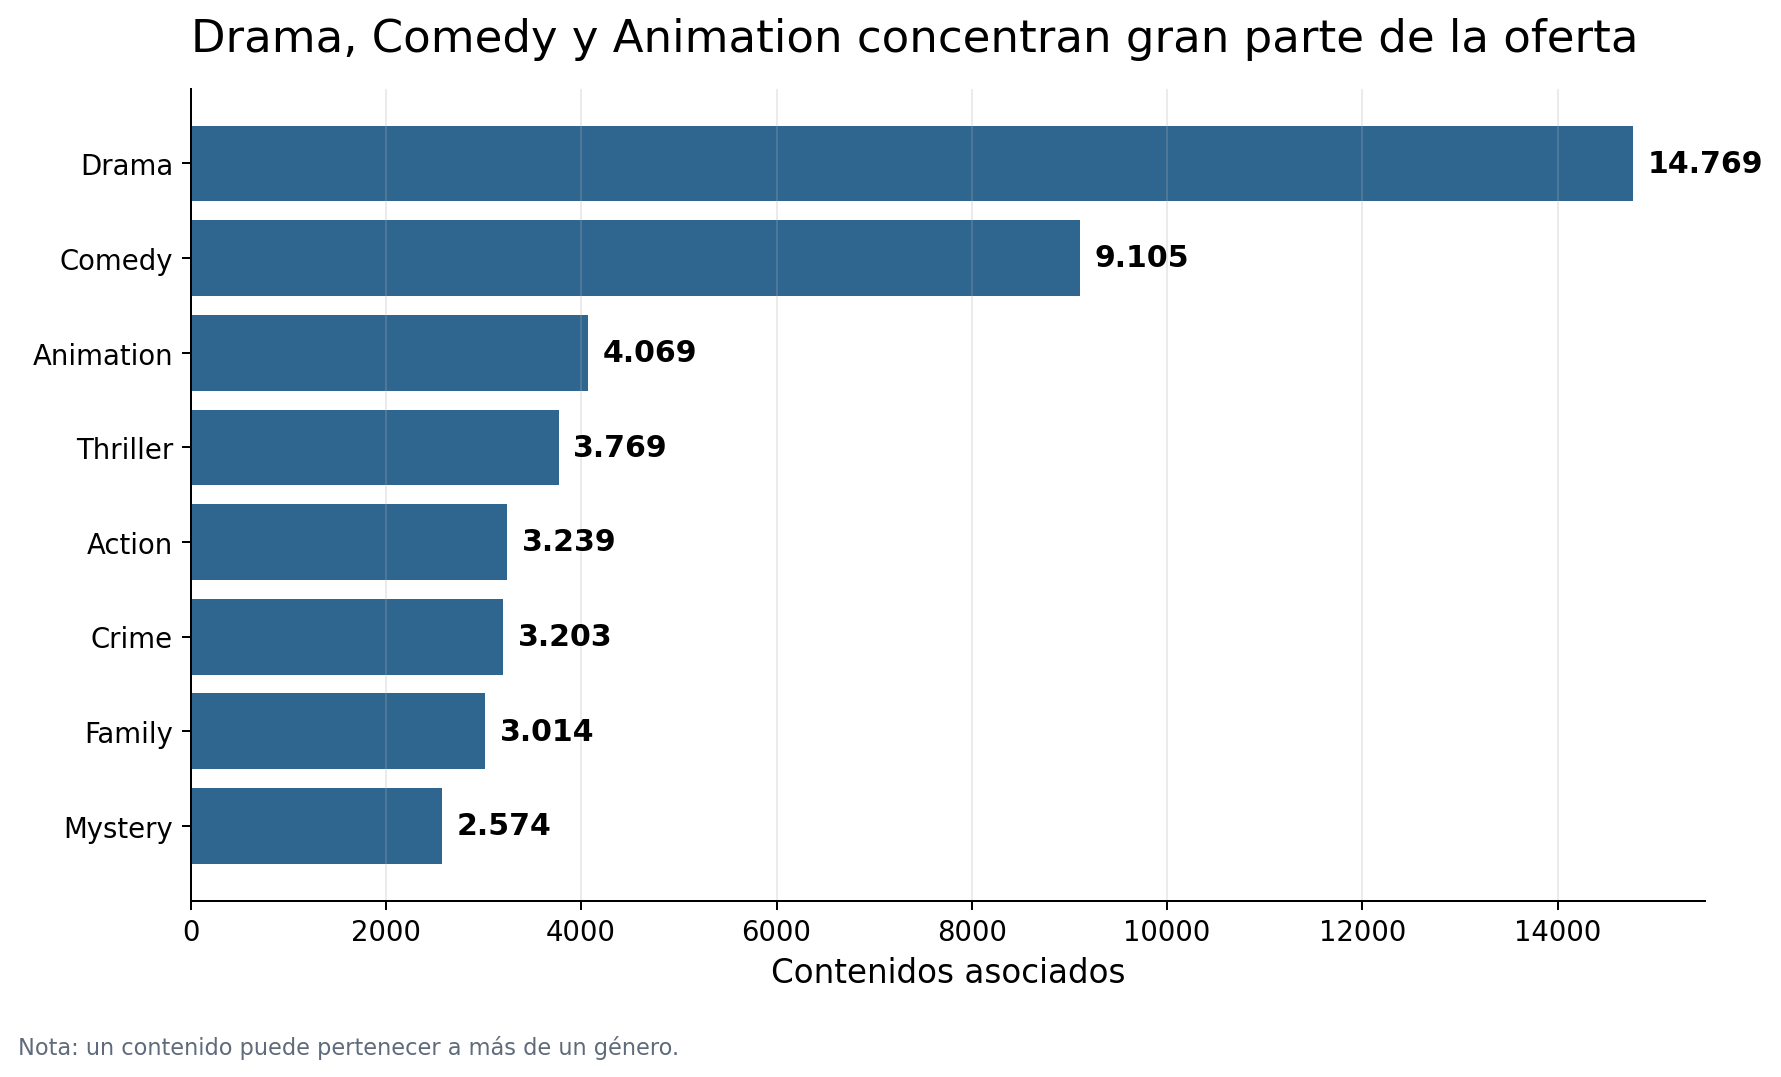 Drama, Comedy y Animation concentran gran parte de la oferta
Drama 14.769
Comedy 9.105
Animation 4.069
Thriller 3.769
Action 3.239
Crime 3.203
Family 3.014
Mystery 2.574
0 2000 4000 6000 8000 10000 12000 14000
Contenidos asociados
Nota: un contenido puede pertenecer a más de un género.